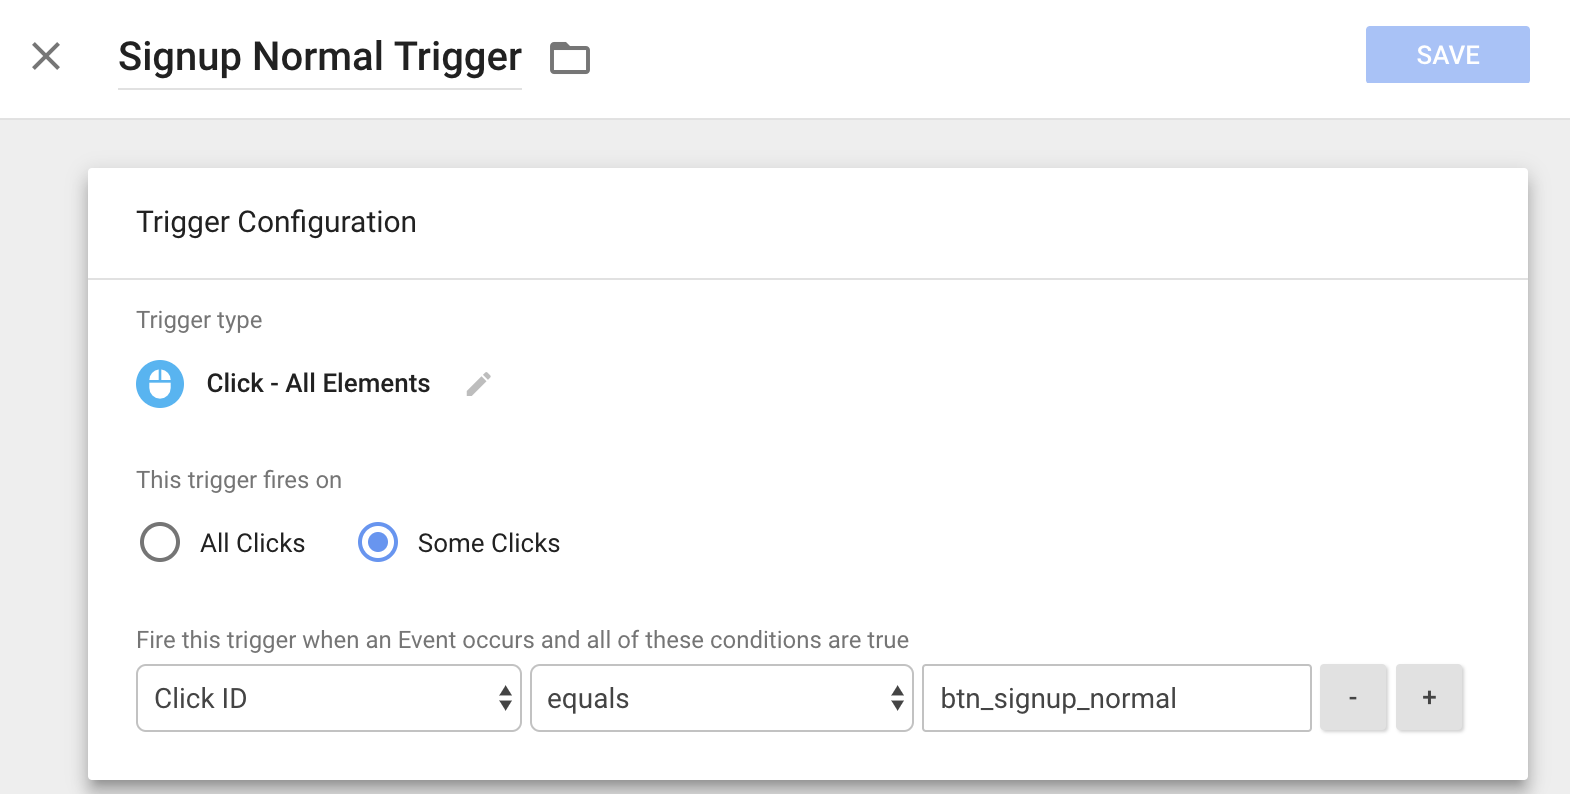 Signup Normal Trigger
SAVE
Trigger Configuration
Trigger type
Click - All Elements
This trigger fires on
All Clicks Some Clicks
Fire this trigger when an Event occurs and all of these conditions are true
Click ID equals btn_signup_normal - +